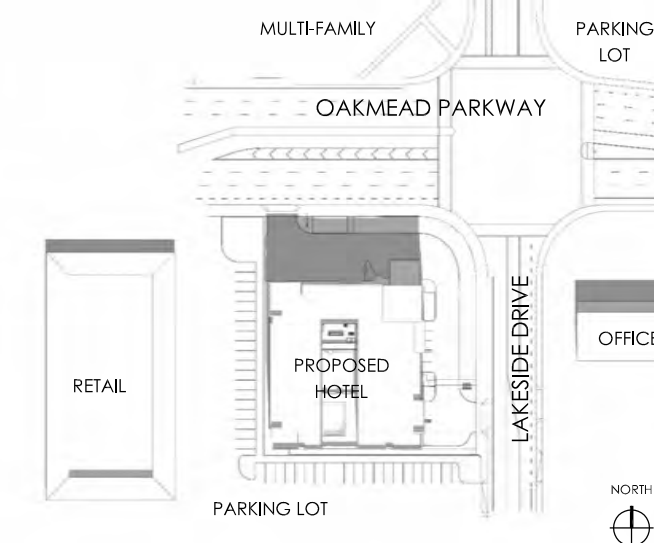 MULTI-FAMILY
PARKING
LOT
OAKMEAD PARKWAY
LAKESIDE DRIVE
OFFICE
PROPOSED
HOTEL
RETAIL
PARKING LOT
NORTH